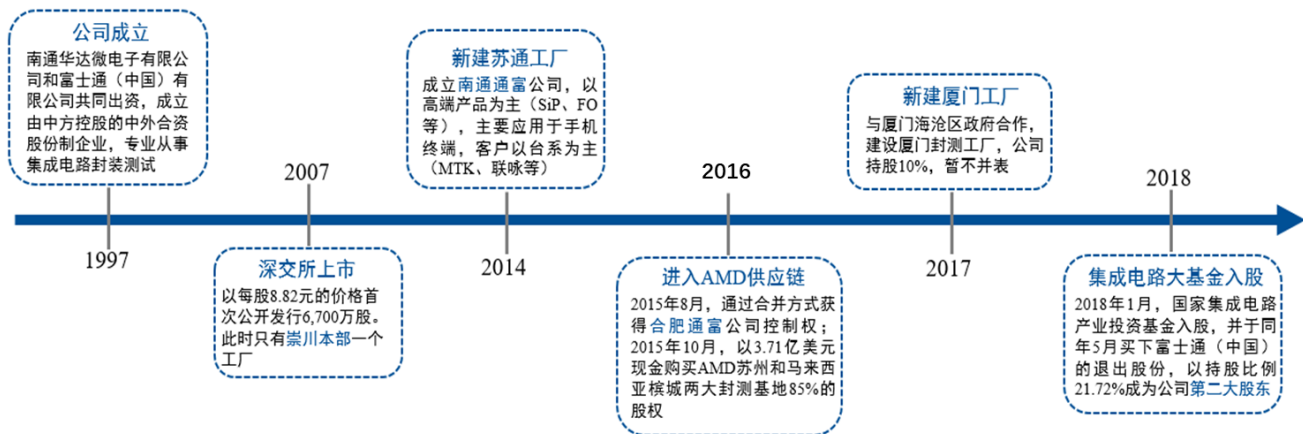 公司成立
南通华达微电子有限公
司和富士通（中国）有
限公司共同出资，成立
由中方控股的中外合资
股份制企业，专业从事
集成电路封装测试
1997
2007
深交所上市
以每股8.82元的价格首
次公开发行6,700万股。
此时只有崇川本部一个
工厂
新建苏通工厂
成立南通通富公司，以
高端产品为主（SiP、FO
等），主要应用于手机
终端，客户以台系为主
（MTK、联咏等）
2014
2016
进入AMD供应链
2015年8月，通过合并方式获
得合肥通富公司控制权；
2015年10月，以3.71亿美元
现金购买AMD苏州和马来西
亚槟城两大封测基地85%的
股权
新建厦门工厂
与厦门海沧区政府合作，
建设厦门封测工厂，公司
持股10%，暂不并表
2017
2018
集成电路大基金入股
2018年1月，国家集成电路
产业投资基金入股，并于同
年5月买下富士通（中国）
的退出股份，以持股比例
21.72%成为公司第二大股东